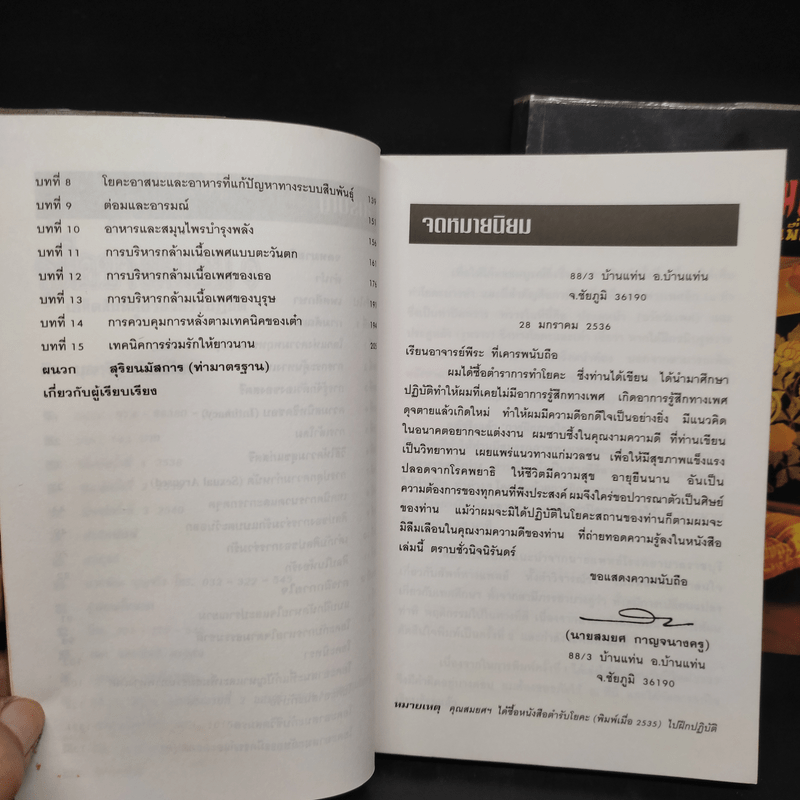 บทที่ 8 โยคะอาสนะและอาหารที่แก้ปัญหาทางระบบสืบพันธุ์ 139
บทที่ 9 ต่อมและอารมณ์ 151
บทที่ 10 อาหารและสมุนไพรบำรุงพลัง 156
บทที่ 11 การบริหารกล้ามเนื้อเพศแบบตะวันตก 161
บทที่ 12 การบริหารกล้ามเนื้อเพศของเธอ 176
บทที่ 13 การบริหารกล้ามเนื้อเพศของบุรุษ
บทที่ 14 การควบคุมการหลั่งตามเทคนิคของเต๋า
บทที่ 15 เทคนิคการร่วมรักให้ยาวนาน
ผนวก สุริยนมัสการ (ท่ามาตรฐาน)
เกี่ยวกับผู้เรียบเรียง
จดหมายนิยม
88/3 บ้านแท่น อ.บ้านแท่น
จ.ชัยภูมิ 36190
28 มกราคม 2536
เรียนอาจารย์พีระ ที่เคารพนับถือ
ผมได้ซื้อตำราการทำโยคะ ซึ่งท่านได้เขียน ได้นำมาศึกษา
ปฏิบัติทำให้ผมที่เคยไม่มีอาการรู้สึกทางเพศ เกิดอาการรู้สึกทางเพศ
ดุจตายแล้วเกิดใหม่ ทำให้ผมมีความดีอกดีใจเป็นอย่างยิ่ง มีแนวคิด
ในอนาคตอยากจะแต่งงาน ผมซาบซึ้งในคุณงามความดี ที่ท่านเขียน
เป็นวิทยาทาน เผยแพร่แนวทางแก่มวลชน เพื่อให้มีสุขภาพแข็งแรง
ปลอดจากโรคพยาธิ ให้ชีวิตมีความสุข อายุยืนนาน อันเป็น
ความต้องการของทุกคนที่พึงประสงค์ ผมจึงใคร่ขอปวารณาตัวเป็นศิษย์
ของท่าน แม้ว่าผมจะมิได้ปฏิบัติในโยคะสถานของท่านก็ตามผมจะ
มิลืมเลือนในคุณงามความดีของท่าน ที่ถ่ายทอดความรู้ลงในหนังสือ
เล่มนี้ ตราบชั่วนิจนิรันดร์
ขอแสดงความนับถือ
(นายสมยศ กาญจนางครู)
88/3 บ้านแท่น อ.บ้านแท่น
จ.ชัยภูมิ 36190
หมายเหตุ คุณสมยศฯ ได้ซื้อหนังสือตำรับโยคะ (พิมพ์เมื่อ 2535) ไปฝึกปฏิบัติ